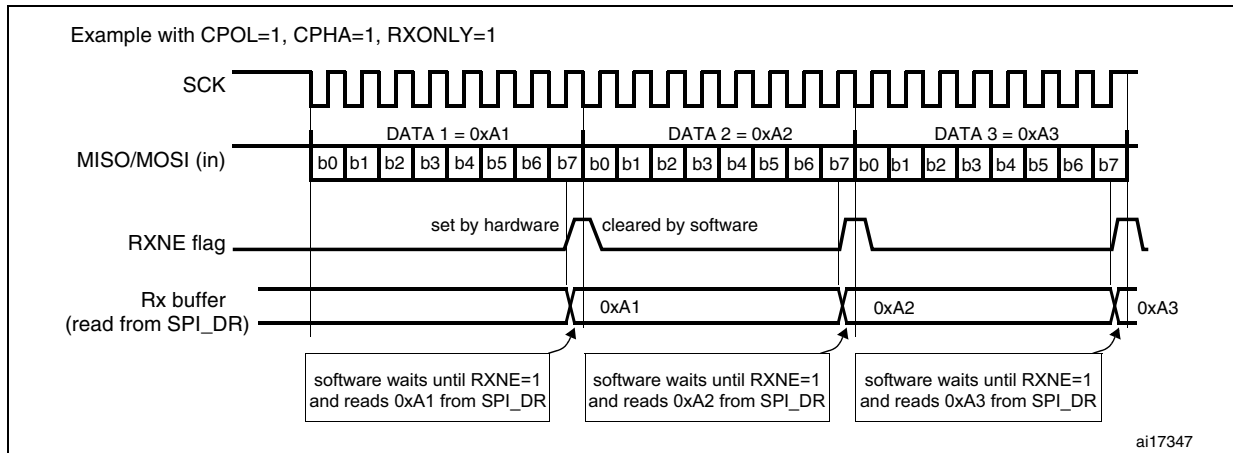 Example with CPOL=1, CPHA=1, RXONLY=1
SCK
DATA 1 = 0xA1
DATA 2 = 0xA2
DATA 3 = 0xA3
MISO/MOSI (in)
b0 b1 b2 b3 b4 b5 b6 b7 b0 b1 b2 b3 b4 b5 b6 b7 b0 b1 b2 b3 b4 b5 b6 b7
set by hardware
cleared by software
RXNE flag
Rx buffer
(read from SPI_DR)
0xA1
0xA2
0xA3
software waits until RXNE=1
and reads 0xA1 from SPI_DR
software waits until RXNE=1
and reads 0xA2 from SPI_DR
software waits until RXNE=1
and reads 0xA3 from SPI_DR
ai17347